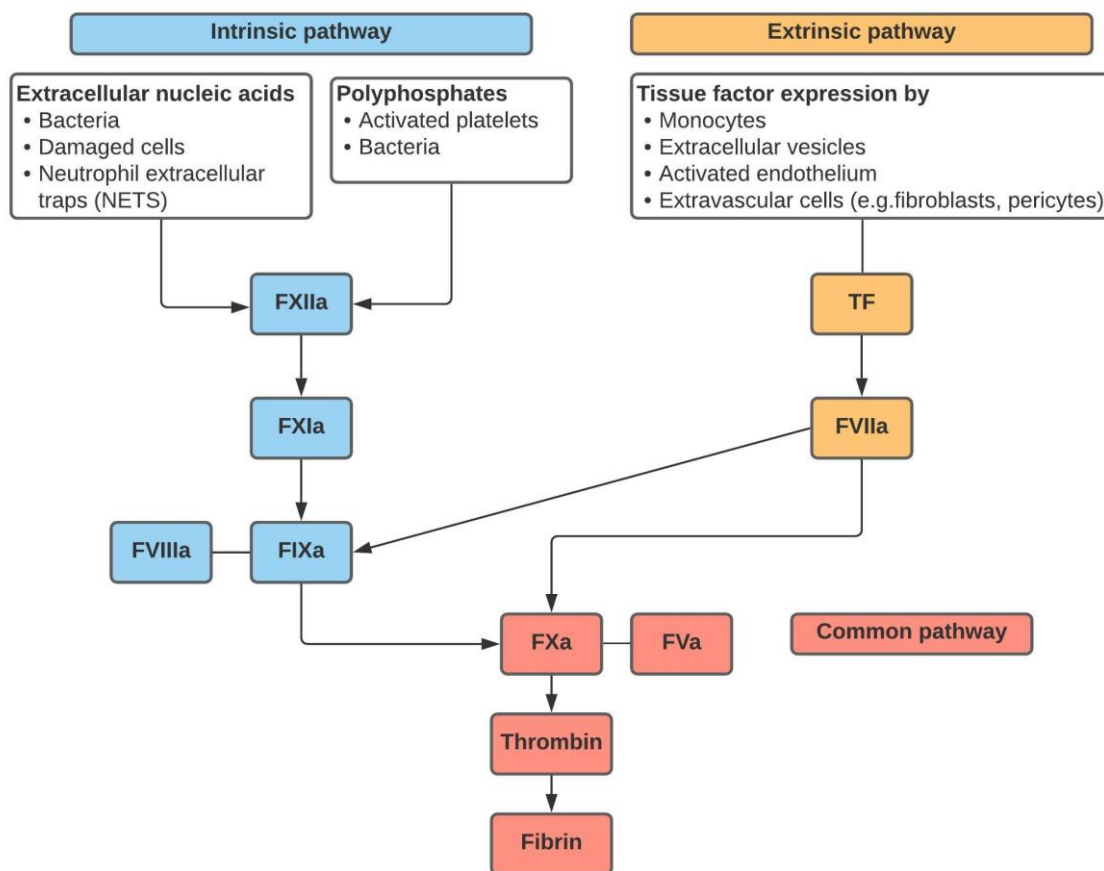 Intrinsic pathway
Extrinsic pathway
Extracellular nucleic acids
• Bacteria
• Damaged cells
• Neutrophil extracellular
traps (NETS)
Polyphosphates
• Activated platelets
• Bacteria
Tissue factor expression by
• Monocytes
• Extracellular vesicles
• Activated endothelium
• Extravascular cells (e.g.fibroblasts, pericytes)
FXIIa
TF
FXIa
FVIIa
FVIIIa
FIXa
FXa
FVa
Common pathway
Thrombin
Fibrin